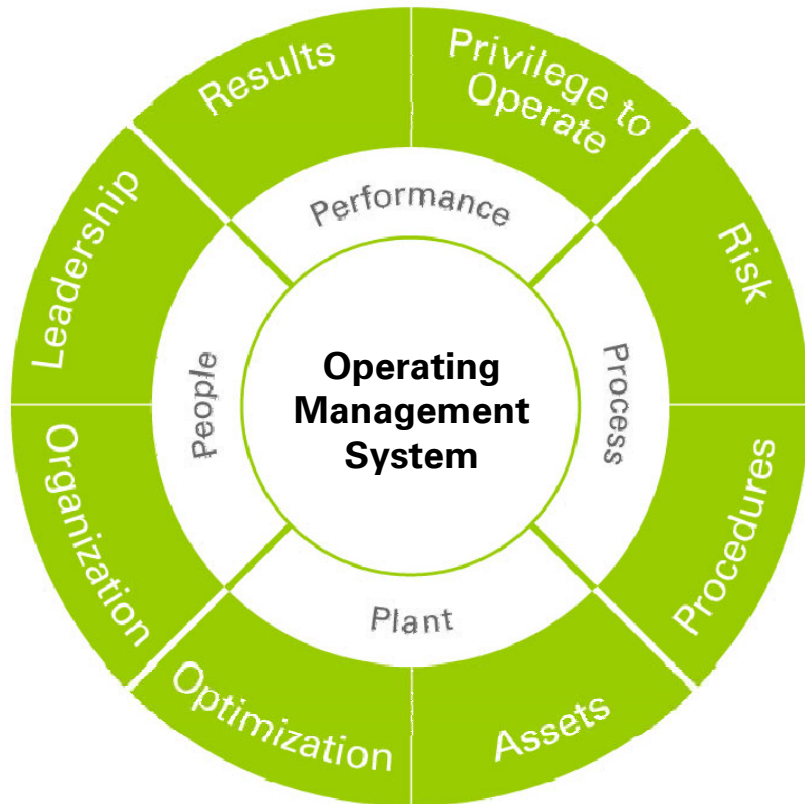 Results
Privilege to
Operate
Risk
Procedures
Assets
Optimization
Organization
Leadership
Performance
Process
Plant
People
Operating
Management
System